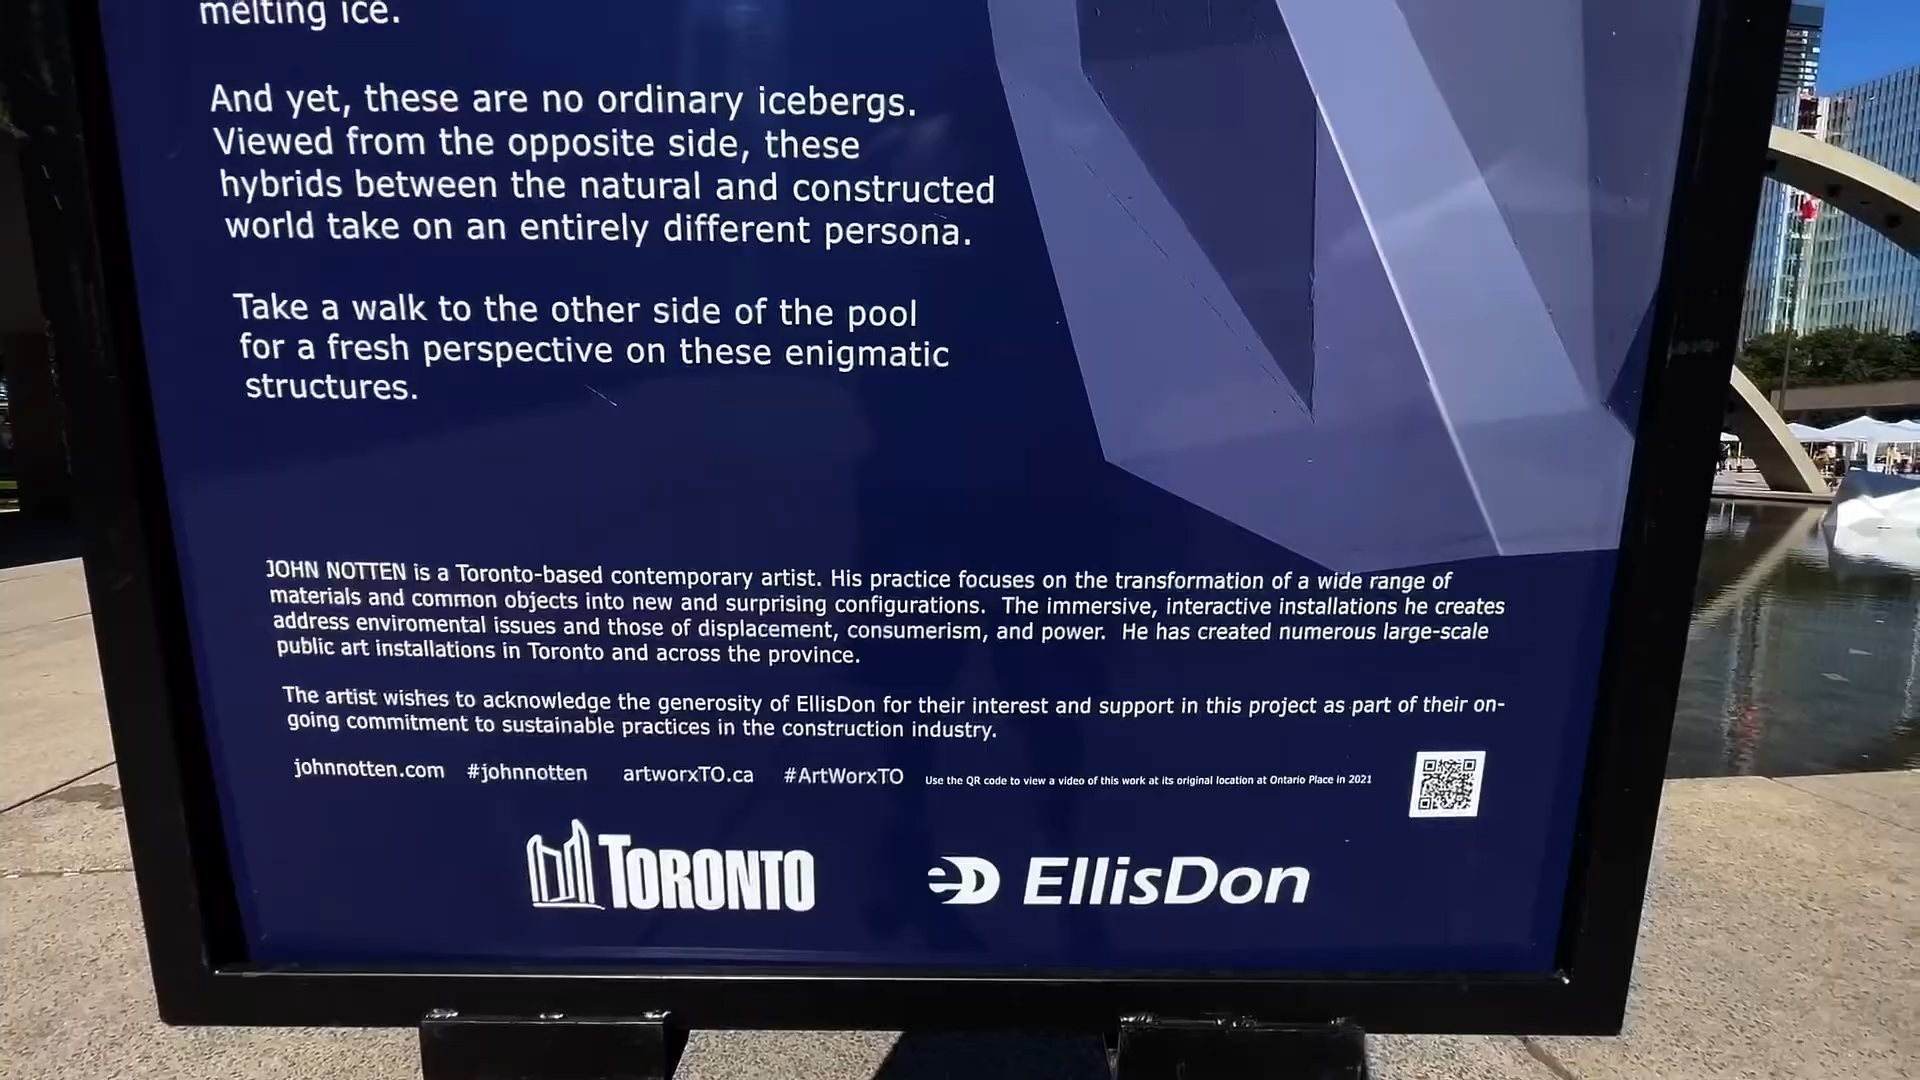 melting ice.
And yet, these are no ordinary icebergs.
Viewed from the opposite side, these
hybrids between the natural and constructed
world take on an entirely different persona.
Take a walk to the other side of the pool
for a fresh perspective on these enigmatic
structures.
JOHN NOTTEN is a Toronto-based contemporary artist. His practice focuses on the transformation of a wide range of
materials and common objects into new and surprising configurations. The immersive, interactive installations he creates
address enviromental issues and those of displacement, consumerism, and power. He has created numerous large-scale
public art installations in Toronto and across the province.
The artist wishes to acknowledge the generosity of EllisDon for their interest and support in this project as part of their on-
going commitment to sustainable practices in the construction industry.
johnnotten.com #johnnotten artworxTO.ca #ArtWorxTO Use the QR code to view a video of this work at its original location at Ontario Place in 2021
TORONTO EllisDon